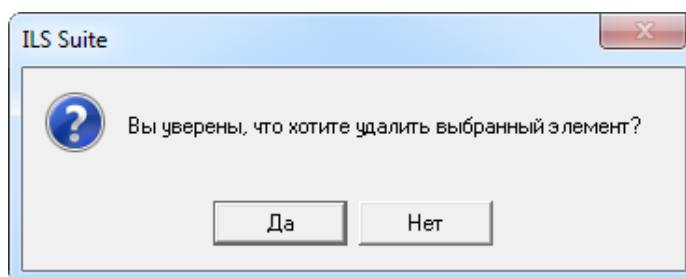 ILS Suite
Вы уверены, что хотите удалить выбранный элемент?
Да
Нет